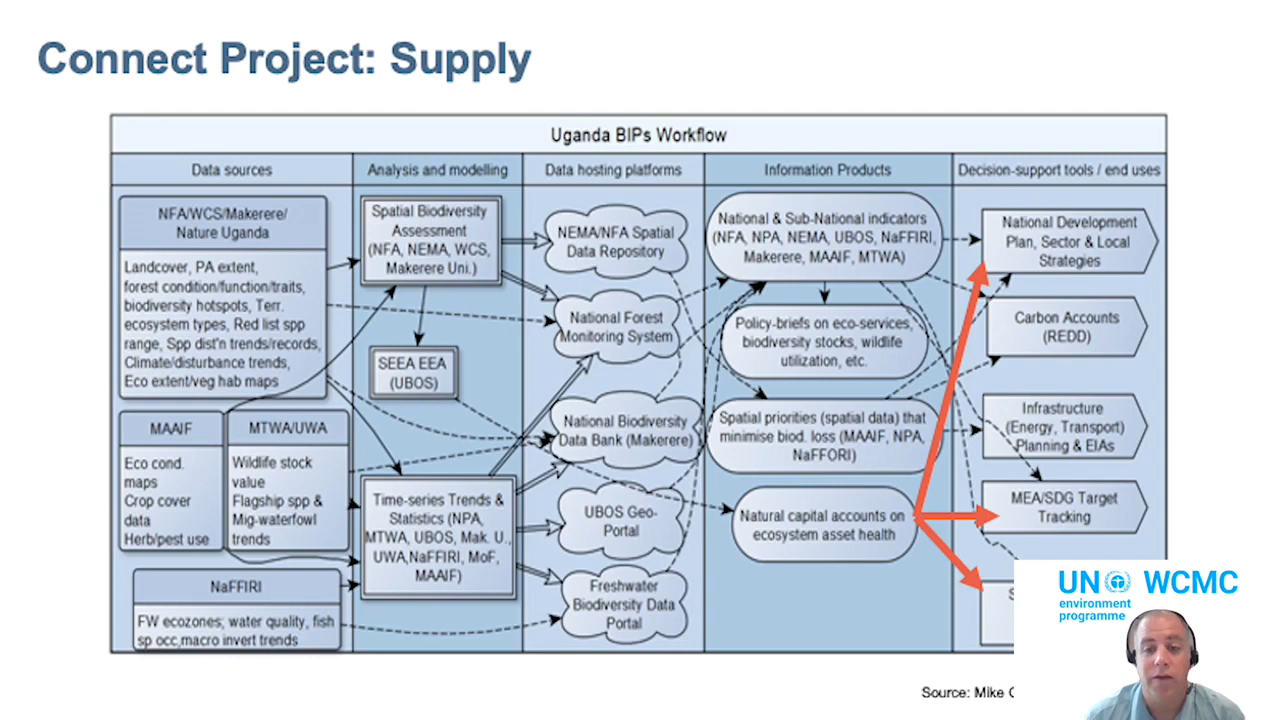 Connect Project: Supply
Uganda BIPs Workflow
Data sources
Analysis and modelling
Data hosting platforms
Information Products
Decision-support tools / end uses
NFA/WCS/Makerere/
Nature Uganda
Landcover, PA extent,
forest condition/function/traits,
biodiversity hotspots, Terr.
ecosystem types, Red list spp
range, Spp dist'n trends/records,
Climate/disturbance trends,
Eco extent/veg hab maps
MAAIF
Eco cond.
maps
Crop cover
data
Herb/pest use
MTWA/UWA
Wildlife stock
value
Flagship spp &
Mig-waterfowl
trends
NaFFIRI
FW ecozones; water quality, fish
sp occ,macro invert trends
Spatial Biodiversity
Assessment
(NFA, NEMA, WCS,
Makerere Uni.)
SEEA EEA
(UBOS)
Time-series Trends &
Statistics (NPA,
MTWA, UBOS, Mak. U.,
UWA,NaFFIRI, MoF,
MAAIF)
NEMA/NFA Spatial
Data Repository
National Forest
Monitoring System
National Biodiversity
Data Bank (Makerere)
UBOS Geo-
Portal
Freshwater
Biodiversity Data
Portal
National & Sub-National indicators
(NFA, NPA, NEMA, UBOS, NaFFIRI,
Makerere, MAAIF, MTWA)
Policy-briefs on eco-services,
biodiversity stocks, wildlife
utilization, etc.
Spatial priorities (spatial data) that
minimise biod. loss (MAAIF, NPA,
NaFFORI)
Natural capital accounts on
ecosystem asset health
National Development
Plan, Sector & Local
Strategies
Carbon Accounts
(REDD)
Infrastructure
(Energy, Transport)
Planning & EIAs
MEA/SDG Target
Tracking
UN WCMC
environment
programme
Source: Mike